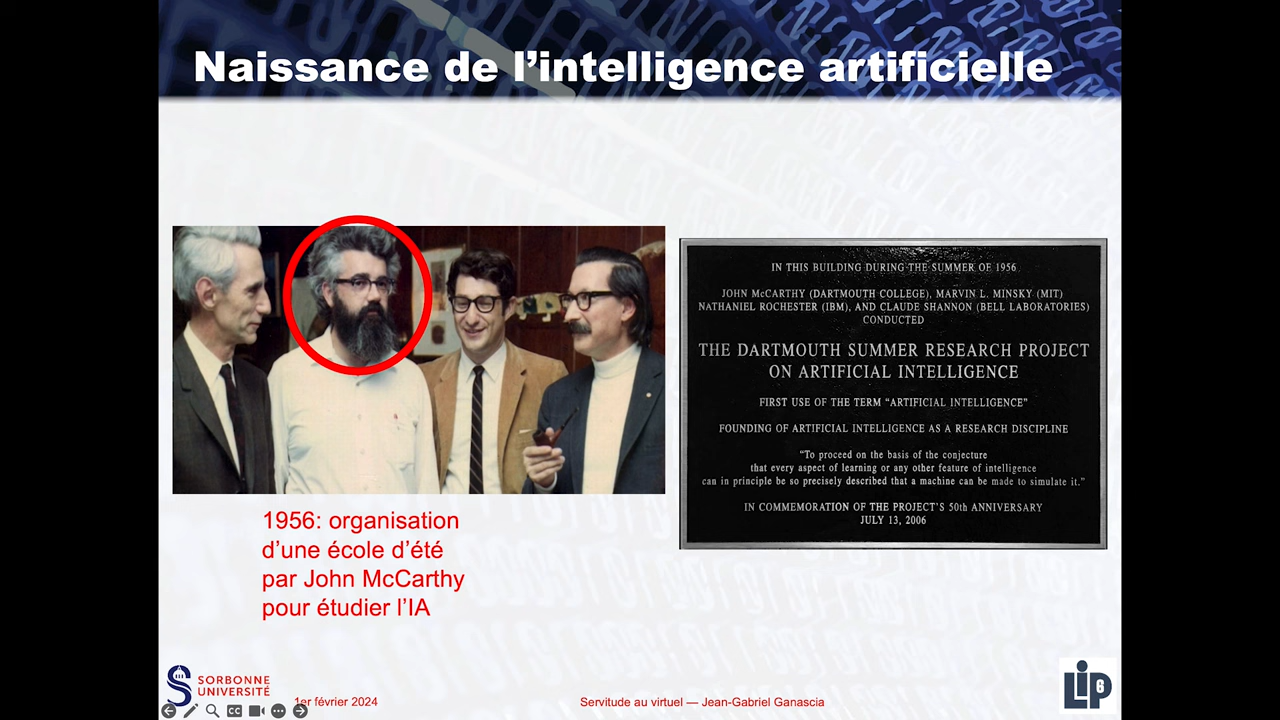 Naissance de l’intelligence artificielle
IN THIS BUILDING DURING THE SUMMER OF 1956
JOHN McCARTHY (DARTMOUTH COLLEGE), MARVIN L. MINSKY (MIT)
NATHANIEL ROCHESTER (IBM), AND CLAUDE SHANNON (BELL LABORATORIES)
CONDUCTED
THE DARTMOUTH SUMMER RESEARCH PROJECT
ON ARTIFICIAL INTELLIGENCE
FIRST USE OF THE TERM “ARTIFICIAL INTELLIGENCE”
FOUNDING OF ARTIFICIAL INTELLIGENCE AS A RESEARCH DISCIPLINE
“To proceed on the basis of the conjecture
that every aspect of learning or any other feature of intelligence
can in principle be so precisely described that a machine can be made to simulate it.”
IN COMMEMORATION OF THE PROJECT’S 50th ANNIVERSARY
JULY 13, 2006
1956: organisation
d’une école d’été
par John McCarthy
pour étudier l’IA
SORBONNE
UNIVERSITÉ
1er février 2024
Servitude au virtuel — Jean-Gabriel Ganascia
LIP 6
CC